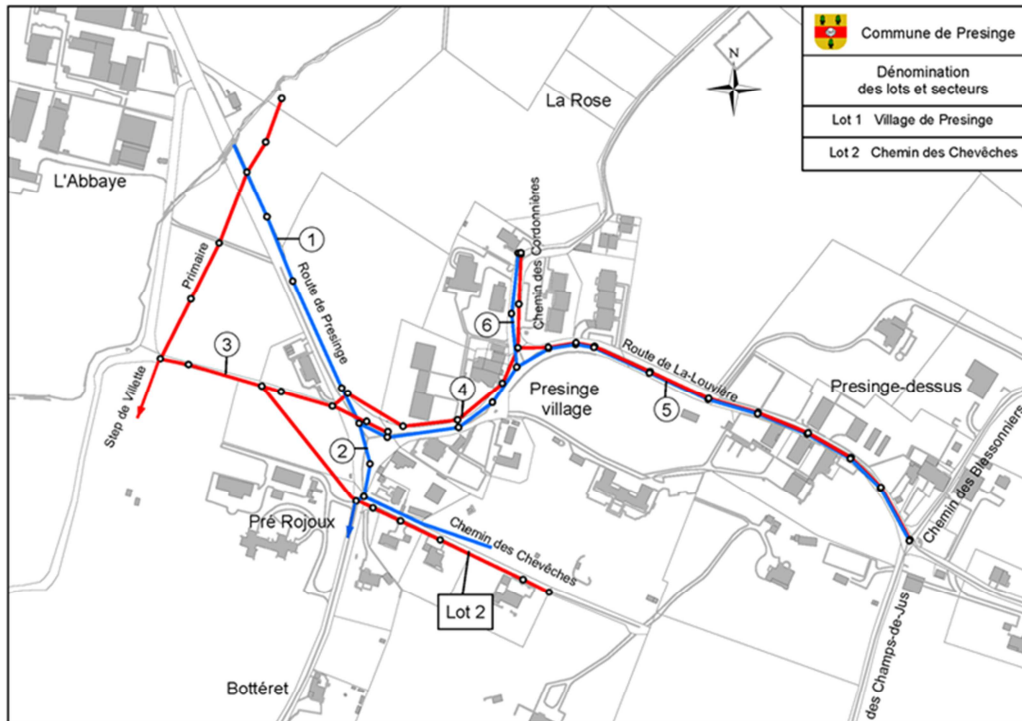 Commune de Presinge
Dénomination
des lots et secteurs
Lot 1 Village de Presinge
Lot 2 Chemin des Chevêches
N
La Rose
L'Abbaye
Chemin des Cordonnières
1
Primaire
Route de Presinge
6
3
Route de La-Louvière
Step de Villette
4
Presinge
village
5
Presinge-dessus
2
Chemin des Blessonniers
Pré Rojoux
Chemin des Chevêches
Lot 2
des Champs-de-Jus
Bottéret